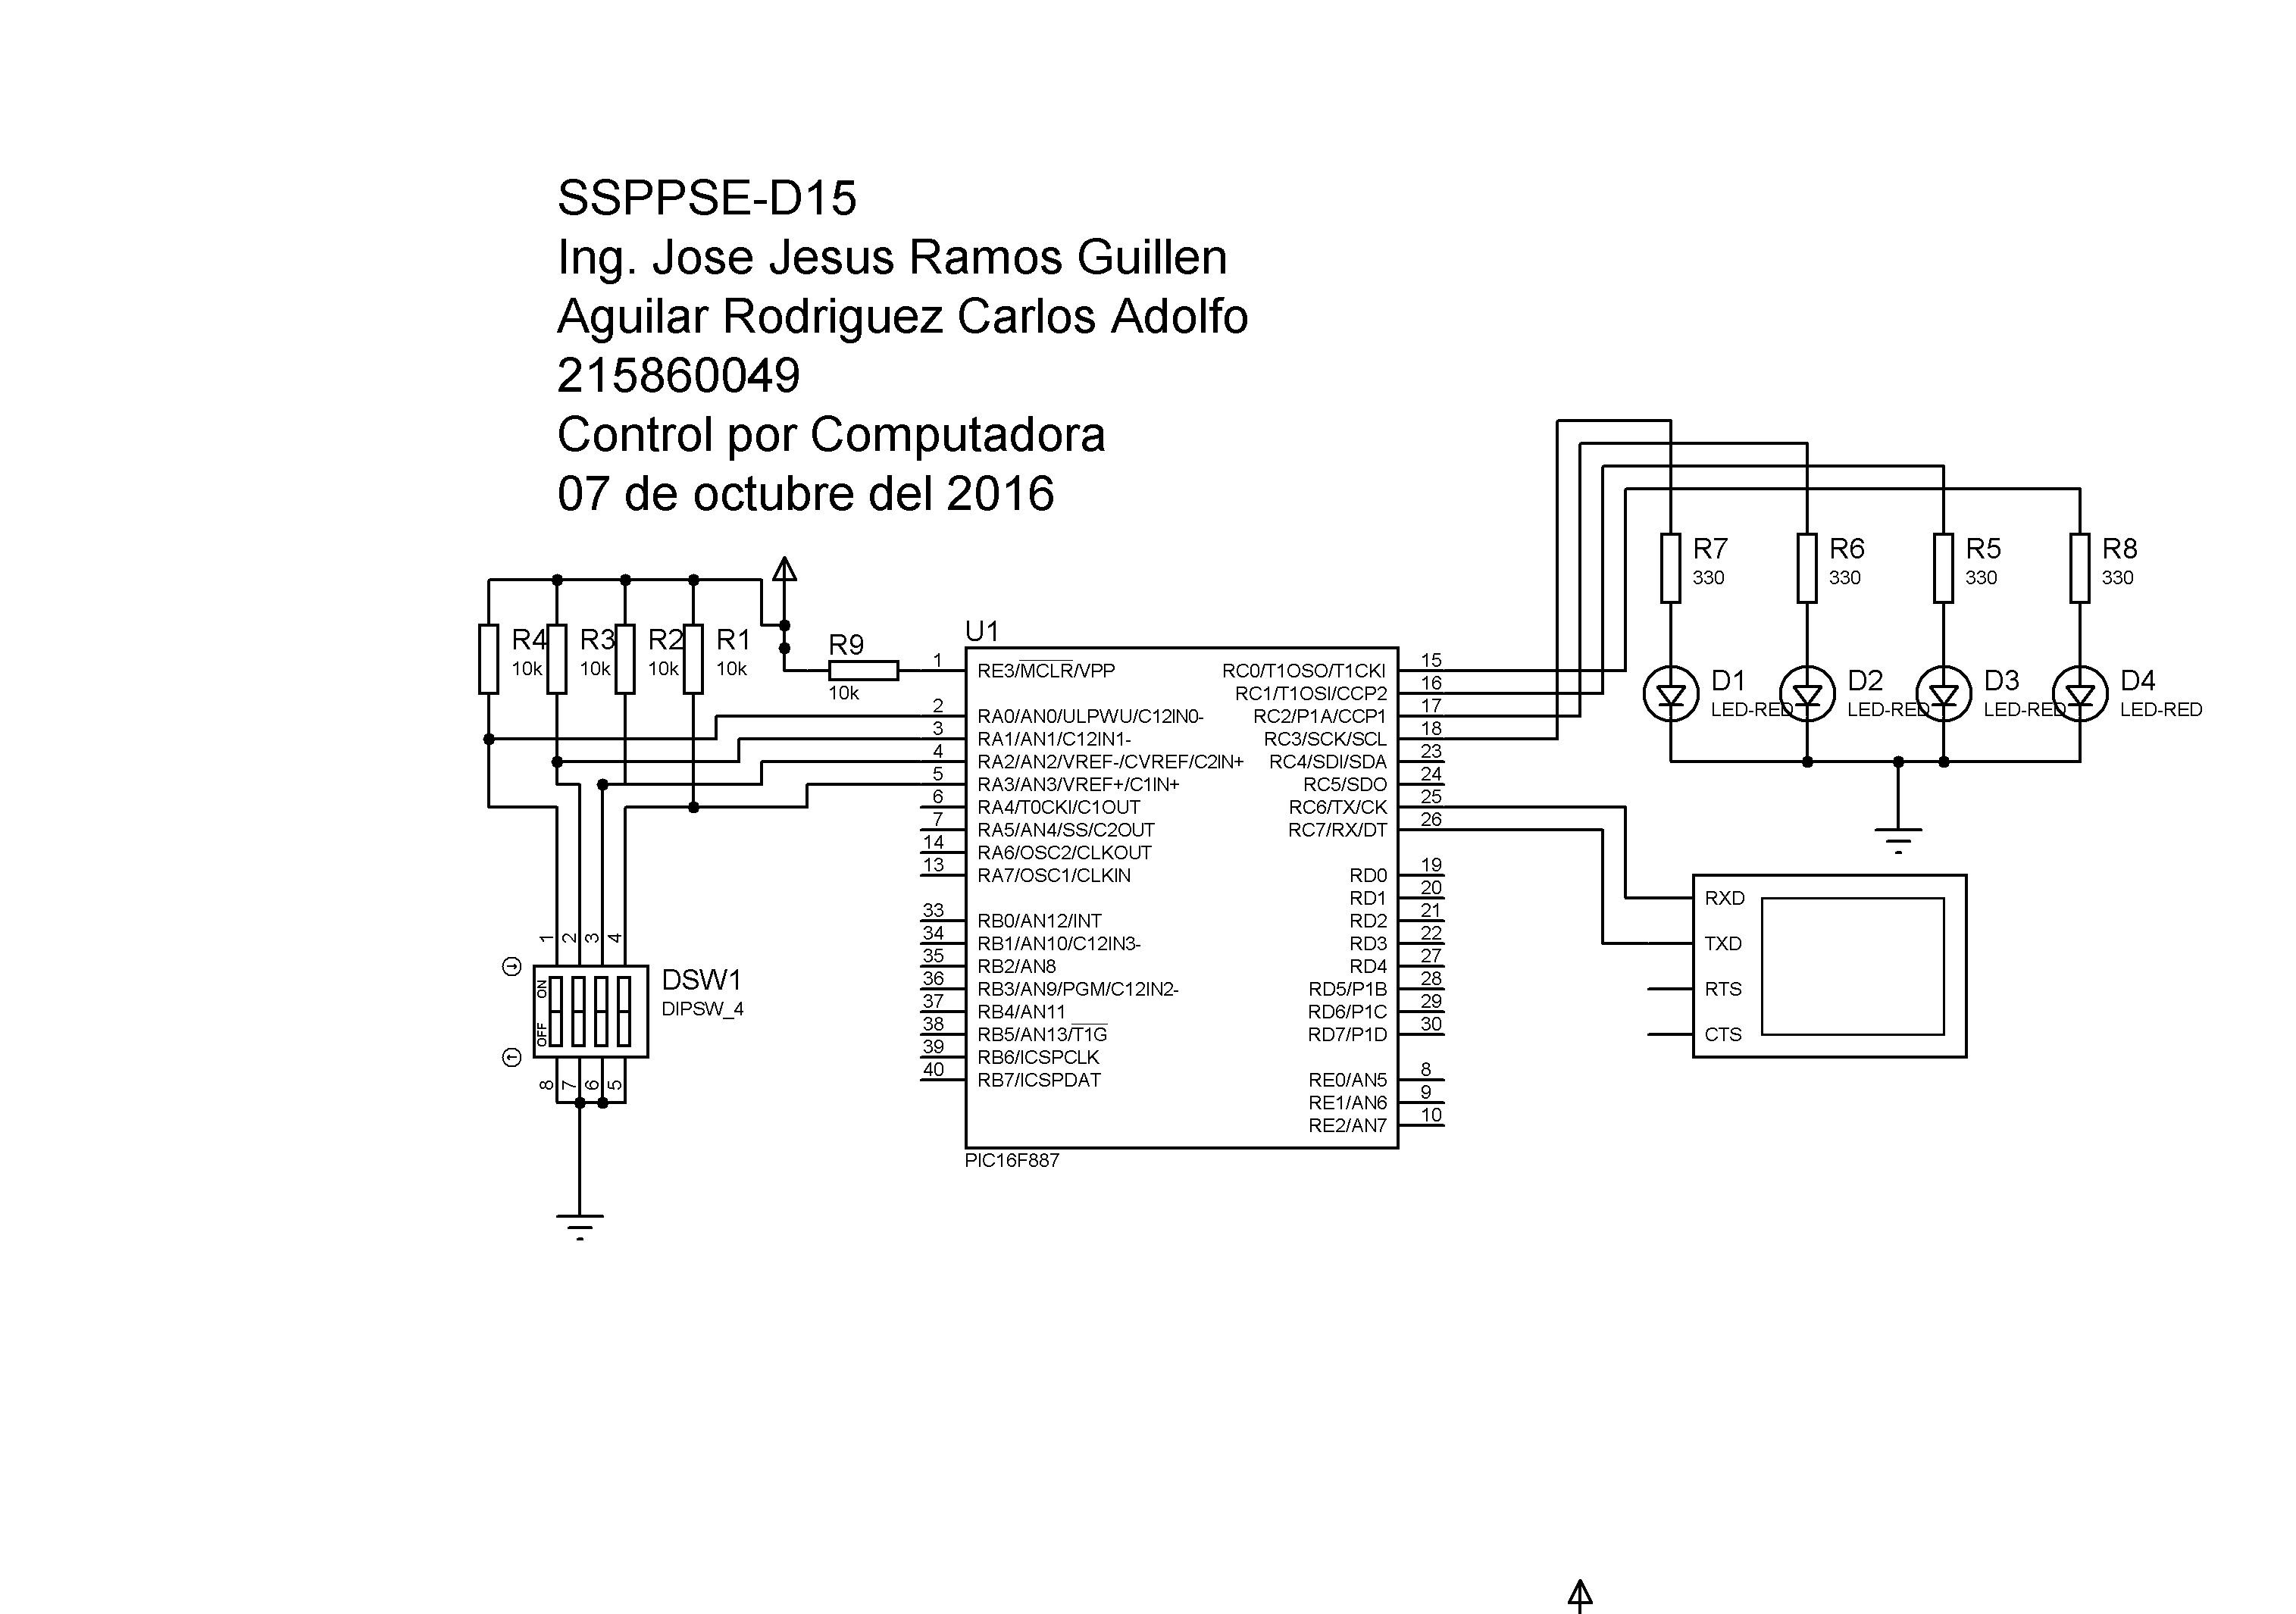 SSPPSE-D15
Ing. Jose Jesus Ramos Guillen
Aguilar Rodriguez Carlos Adolfo
215860049
Control por Computadora
07 de octubre del 2016
R4
10k
R3
10k
R2
10k
R1
10k
R9
10k
U1
1 RE3/MCLR/VPP
2 RA0/AN0/ULPWU/C12IN0-
3 RA1/AN1/C12IN1-
4 RA2/AN2/VREF-/CVREF/C2IN+
5 RA3/AN3/VREF+/C1IN+
6 RA4/T0CKI/C1OUT
7 RA5/AN4/SS/C2OUT
14 RA6/OSC2/CLKOUT
13 RA7/OSC1/CLKIN
33 RB0/AN12/INT
34 RB1/AN10/C12IN3-
35 RB2/AN8
36 RB3/AN9/PGM/C12IN2-
37 RB4/AN11
38 RB5/AN13/T1G
39 RB6/ICSPCLK
40 RB7/ICSPDAT
RC0/T1OSO/T1CKI 15
RC1/T1OSI/CCP2 16
RC2/P1A/CCP1 17
RC3/SCK/SCL 18
RC4/SDI/SDA 23
RC5/SDO 24
RC6/TX/CK 25
RC7/RX/DT 26
RD0 19
RD1 20
RD2 21
RD3 22
RD4 27
RD5/P1B 28
RD6/P1C 29
RD7/P1D 30
RE0/AN5 8
RE1/AN6 9
RE2/AN7 10
PIC16F887
R7
330
R6
330
R5
330
R8
330
D1
LED-RED
D2
LED-RED
D3
LED-RED
D4
LED-RED
RXD
TXD
RTS
CTS
1 2 3 4
ON
OFF
8 7 6 5
DSW1
DIPSW_4